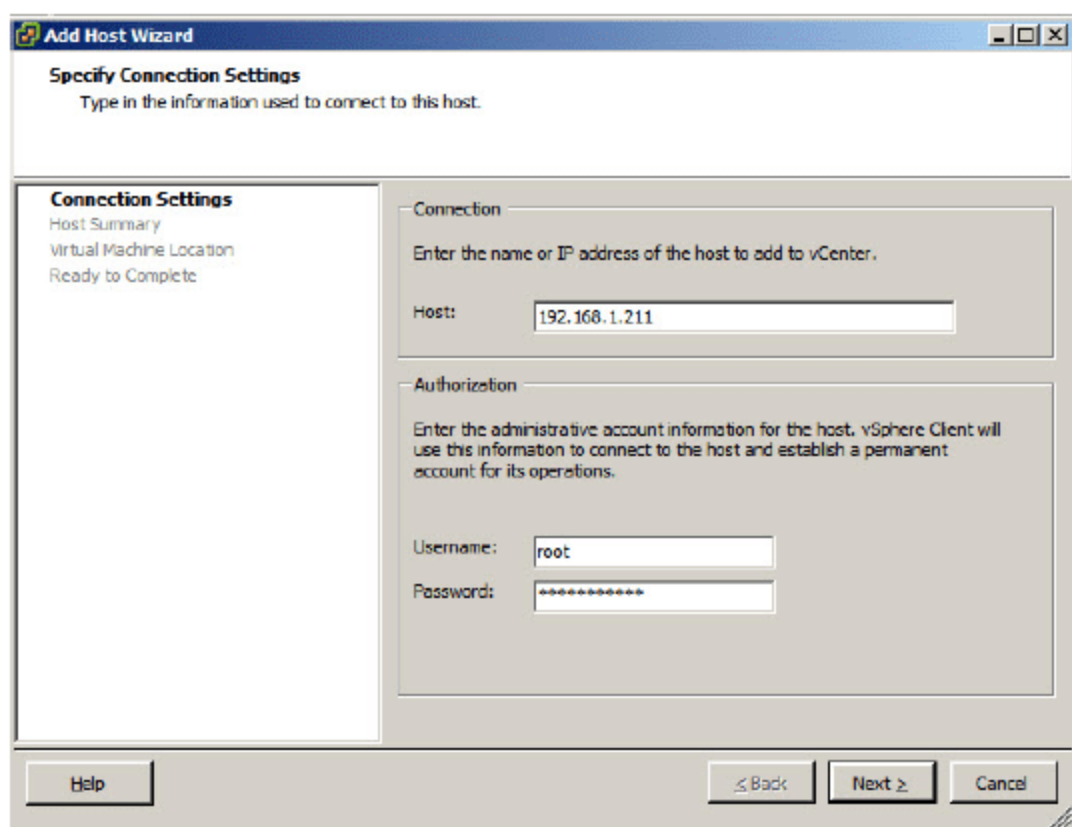 Add Host Wizard
Specify Connection Settings
Type in the information used to connect to this host.
Connection Settings
Host Summary
Virtual Machine Location
Ready to Complete
Connection
Enter the name or IP address of the host to add to vCenter.
Host: 192.168.1.211
Authorization
Enter the administrative account information for the host. vSphere Client will
use this information to connect to the host and establish a permanent
account for its operations.
Username: root
Password: ***********
Help
< Back
Next >
Cancel